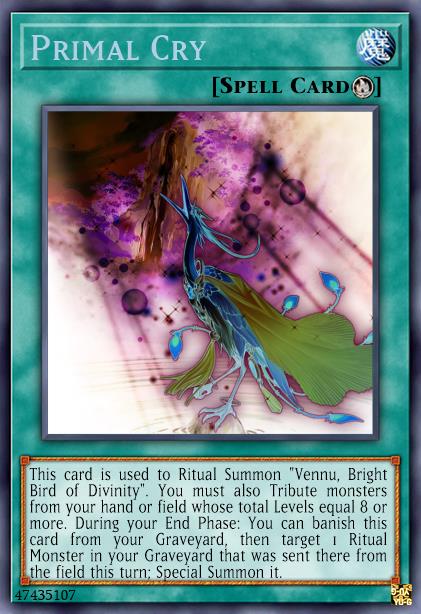 Primal Cry
[Spell Card]
This card is used to Ritual Summon "Vennu, Bright
Bird of Divinity". You must also Tribute monsters
from your hand or field whose total Levels equal 8 or
more. During your End Phase: You can banish this
card from your Graveyard, then target 1 Ritual
Monster in your Graveyard that was sent there from
the field this turn; Special Summon it.
47435107